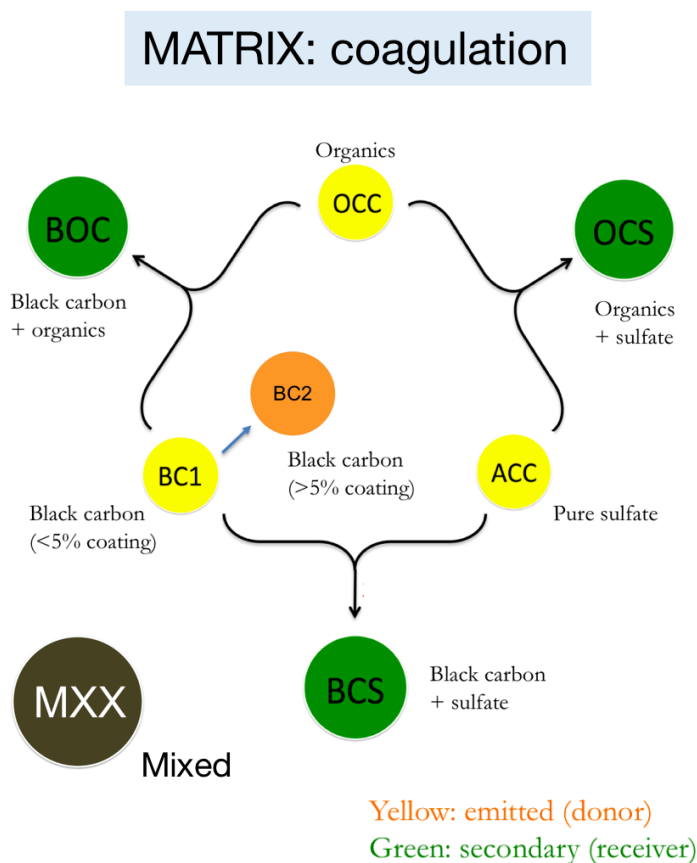 MATRIX: coagulation
Organics
OCC
BOC
OCS
Black carbon
+ organics
Organics
+ sulfate
BC2
BC1
Black carbon
(>5% coating)
ACC
Black carbon
(<5% coating)
Pure sulfate
BCS
Black carbon
+ sulfate
MXX
Mixed
Yellow: emitted (donor)
Green: secondary (receiver)